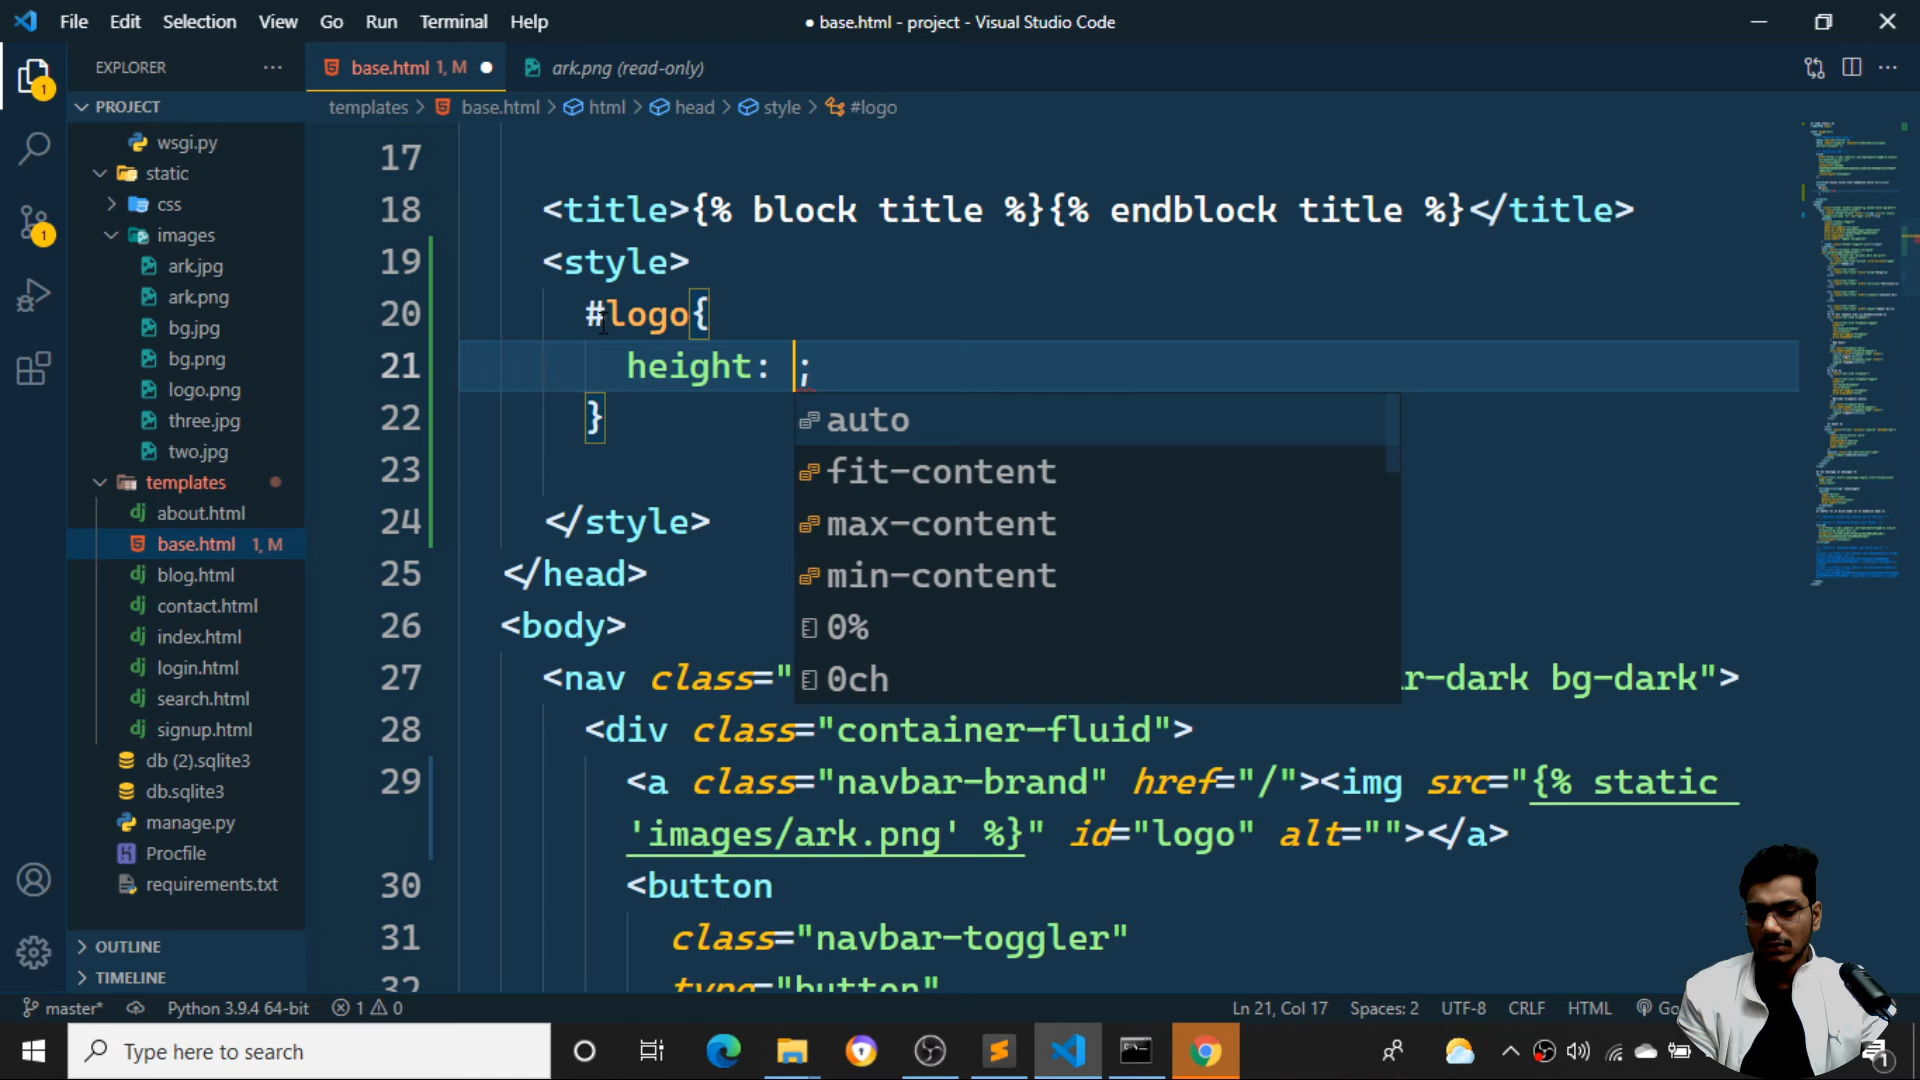 File Edit Selection View Go Run Terminal Help
● base.html - project - Visual Studio Code
EXPLORER
base.html 1, M
ark.png (read-only)
PROJECT
templates > base.html > html > head > style > #logo
wsgi.py
static
css
images
ark.jpg
ark.png
bg.jpg
bg.png
logo.png
three.jpg
two.jpg
templates
about.html
base.html 1, M
blog.html
contact.html
index.html
login.html
search.html
signup.html
db (2).sqlite3
db.sqlite3
manage.py
Procfile
requirements.txt
OUTLINE
TIMELINE
17
18 <title>{% block title %}{% endblock title %}</title>
19 <style>
20 #logo{
21 height: ;
22 }
23
24 </style>
25 </head>
26 <body>
27 <nav class=" r-dark bg-dark">
28 <div class="container-fluid">
29 <a class="navbar-brand" href="/"><img src="{% static
'images/ark.png' %}" id="logo" alt=""></a>
30 <button
31 class="navbar-toggler"
32 type="button"
auto
fit-content
max-content
min-content
0%
0ch
master* Python 3.9.4 64-bit 1 0
Ln 21, Col 17 Spaces: 2 UTF-8 CRLF HTML Go
Type here to search
1